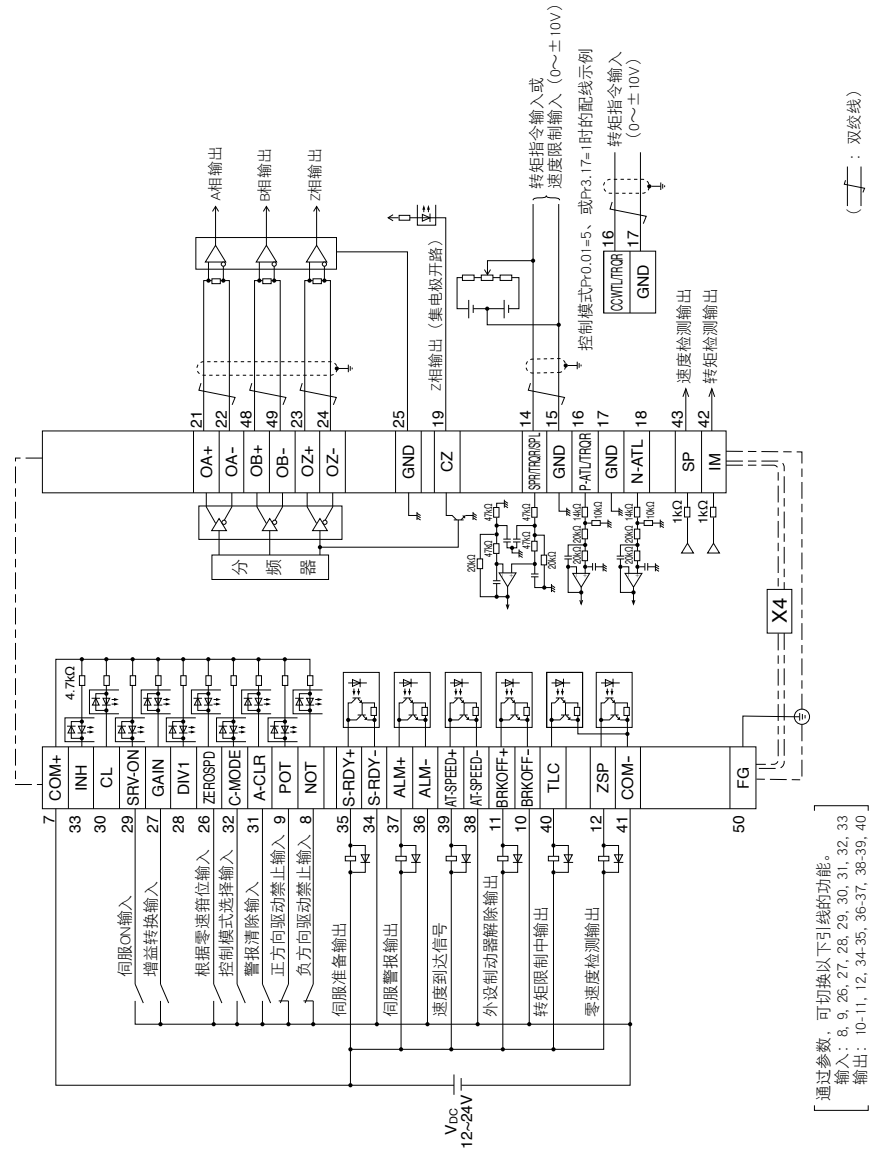 VDC
12~24V
7
COM+
4.7kΩ
33
INH
30
CL
伺服ON输入
29
SRV-ON
增益转换输入
27
GAIN
28
DIV1
根据零速箝位输入
26
ZEROSPD
控制模式选择输入
32
C-MODE
警报清除输入
31
A-CLR
正方向驱动禁止输入
9
POT
负方向驱动禁止输入
8
NOT
伺服准备输出
35
S-RDY+
34
S-RDY-
伺服警报输出
37
ALM+
36
ALM-
速度到达信号
39
AT-SPEED+
38
AT-SPEED-
外设制动器解除输出
11
BRKOFF+
10
BRKOFF-
转矩限制中输出
40
TLC
零速度检测输出
12
ZSP
41
COM-
50
FG
X4
分频器
OA+
21
A相输出
OA-
22
OB+
48
B相输出
OB-
49
OZ+
23
Z相输出
OZ-
24
GND
25
CZ
19
Z相输出（集电极开路）
SPR/TRQR/SPL
14
转矩指令输入或
速度限制输入（0～±10V）
GND
15
P-ATL/TRQR
16
GND
17
N-ATL
18
20kΩ
47kΩ
47kΩ
47kΩ
47kΩ
20kΩ
20kΩ
14kΩ
10kΩ
20kΩ
20kΩ
14kΩ
10kΩ
20kΩ
控制模式Pr0.01=5、或Pr3.17=1时的配线示例
CCWTL/TRQR
16
转矩指令输入
（0～±10V）
GND
17
1kΩ
SP
43
速度检测输出
1kΩ
IM
42
转矩检测输出
（ ：双绞线）
通过参数，可切换以下引线的功能。
输入：8, 9, 26, 27, 28, 29, 30, 31, 32, 33
输出：10-11, 12, 34-35, 36-37, 38-39, 40